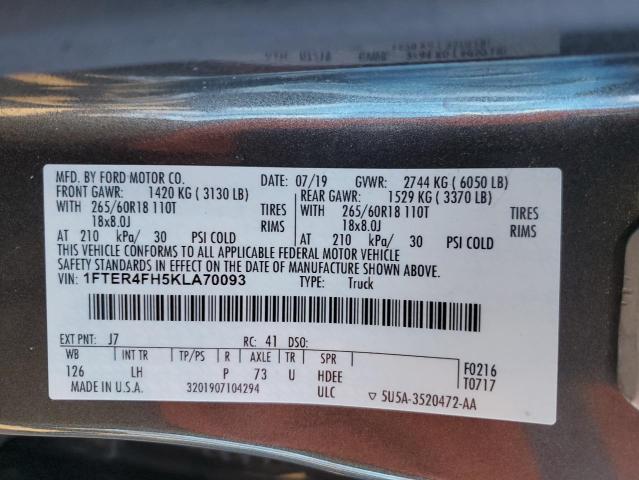 MFD. BY FORD MOTOR CO.
DATE: 07/19 GVWR: 2744 KG ( 6050 LB)
FRONT GAWR: 1420 KG ( 3130 LB)
REAR GAWR: 1529 KG ( 3370 LB)
WITH 265/60R18 110T TIRES
WITH 265/60R18 110T TIRES
18x8.0J RIMS
18x8.0J RIMS
AT 210 kPa/ 30 PSI COLD
AT 210 kPa/ 30 PSI COLD
THIS VEHICLE CONFORMS TO ALL APPLICABLE FEDERAL MOTOR VEHICLE
SAFETY STANDARDS IN EFFECT ON THE DATE OF MANUFACTURE SHOWN ABOVE.
VIN: 1FTER4FH5KLA70093 TYPE: Truck
EXT PNT: J7 RC: 41 DSO:
WB INT TR TP/PS R AXLE TR SPR
126 LH P 73 U HDEE
ULC
F0216
T0717
MADE IN U.S.A. 3201907104294
▽ 5U5A-3520472-AA